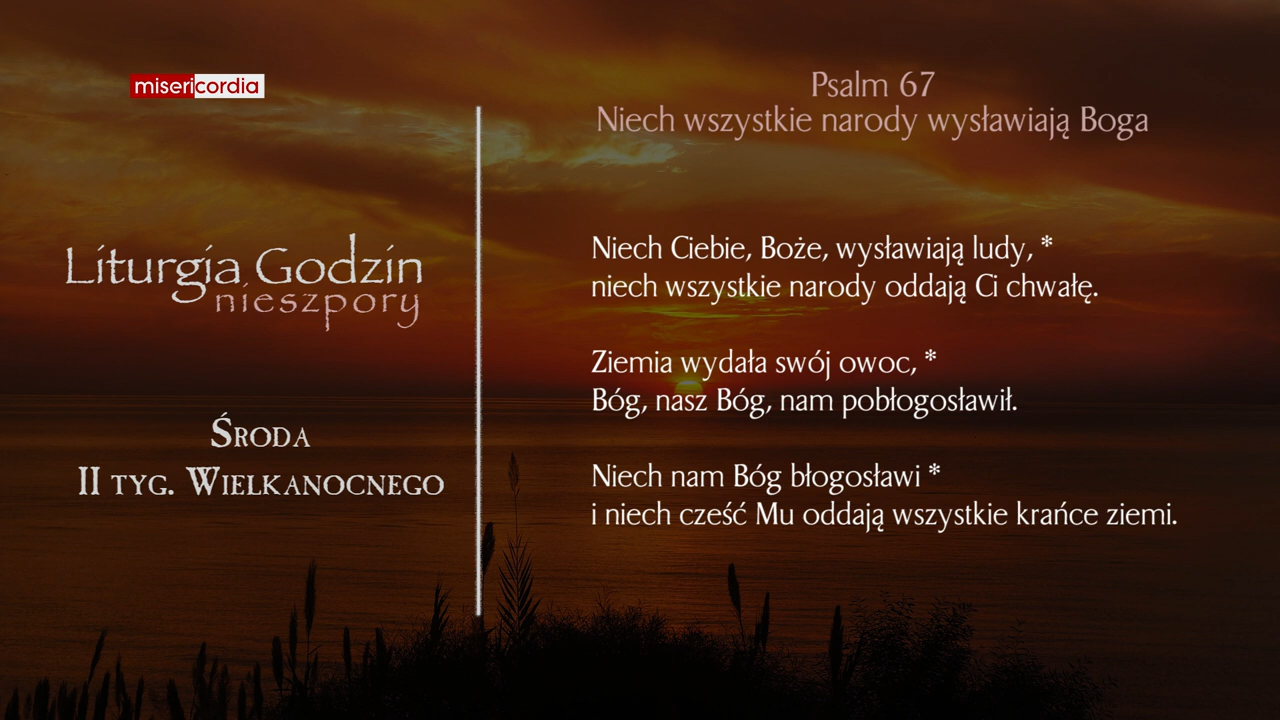 misericordia
Liturgia Godzin
nieszpory
Środa
II tyg. Wielkanocnego
Psalm 67
Niech wszystkie narody wysławiają Boga
Niech Ciebie, Boże, wysławiają ludy, *
niech wszystkie narody oddają Ci chwałę.
Ziemia wydała swój owoc, *
Bóg, nasz Bóg, nam pobłogosławił.
Niech nam Bóg błogosławi *
i niech cześć Mu oddają wszystkie krańce ziemi.